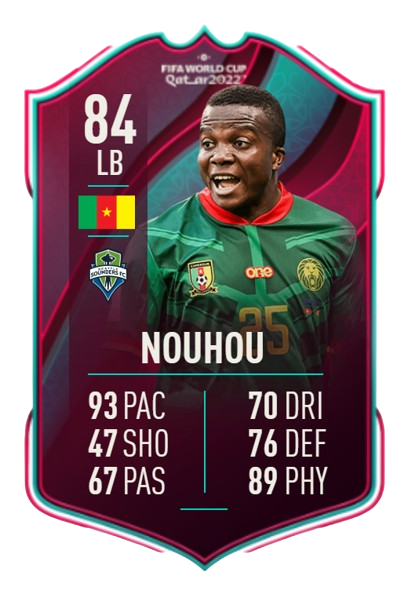 FIFA WORLD CUP
Qatar2022
84
LB
SOUNDERS FC
one
25
NOUHOU
93 PAC
47 SHO
67 PAS
70 DRI
76 DEF
89 PHY